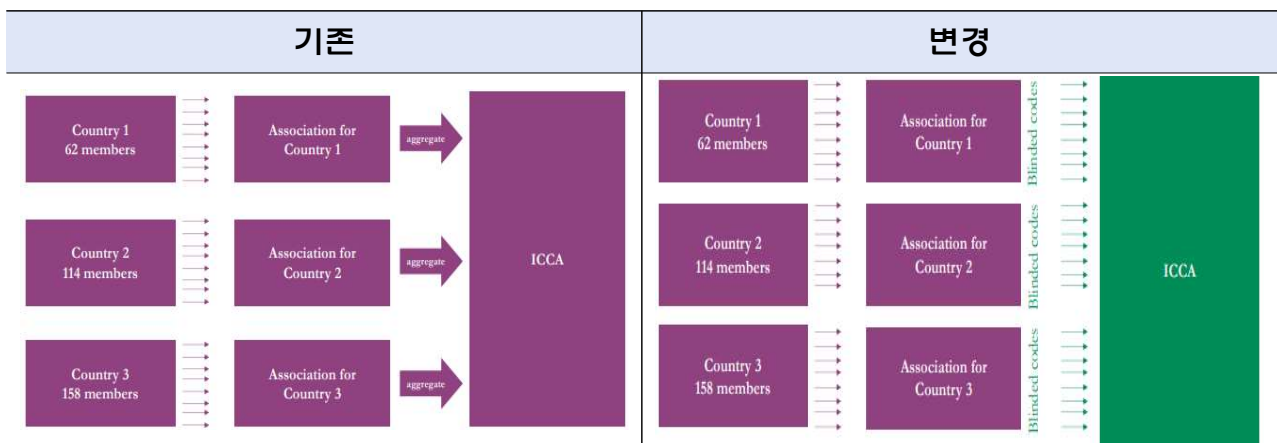 기존
변경
Country 1
62 members
Association for
Country 1
aggregate
Country 2
114 members
Association for
Country 2
aggregate
ICCA
Country 3
158 members
Association for
Country 3
aggregate
Country 1
62 members
Association for
Country 1
Blinded codes
Country 2
114 members
Association for
Country 2
Blinded codes
ICCA
Country 3
158 members
Association for
Country 3
Blinded codes